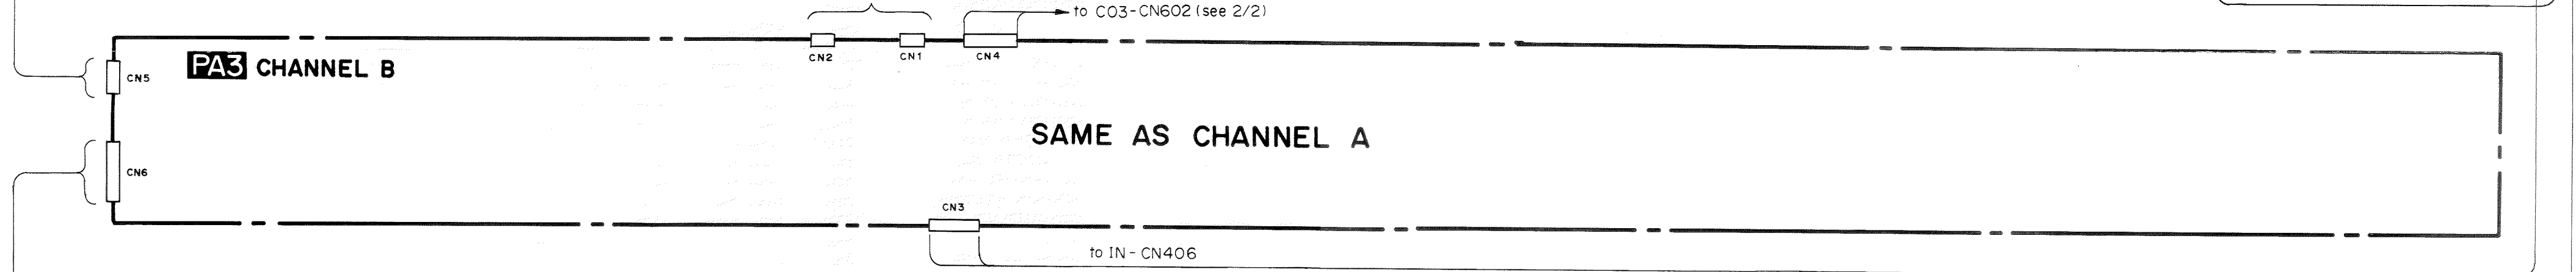 to CO3-CN602 (see 2/2)
PA3 CHANNEL B
CN5
CN2
CN1
CN4
SAME AS CHANNEL A
CN6
CN3
to IN-CN406